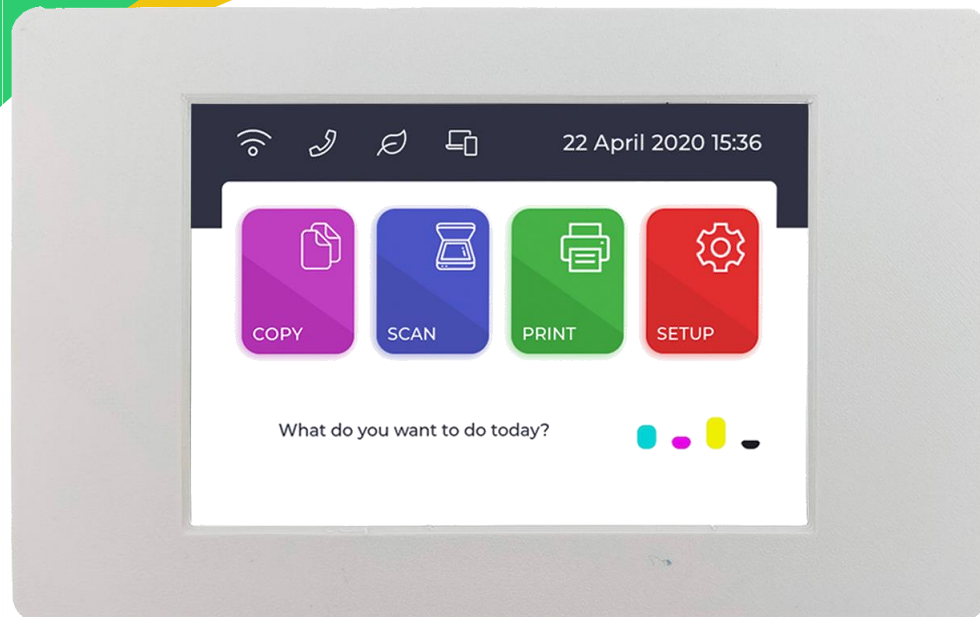 22 April 2020 15:36
COPY
SCAN
PRINT
SETUP
What do you want to do today?